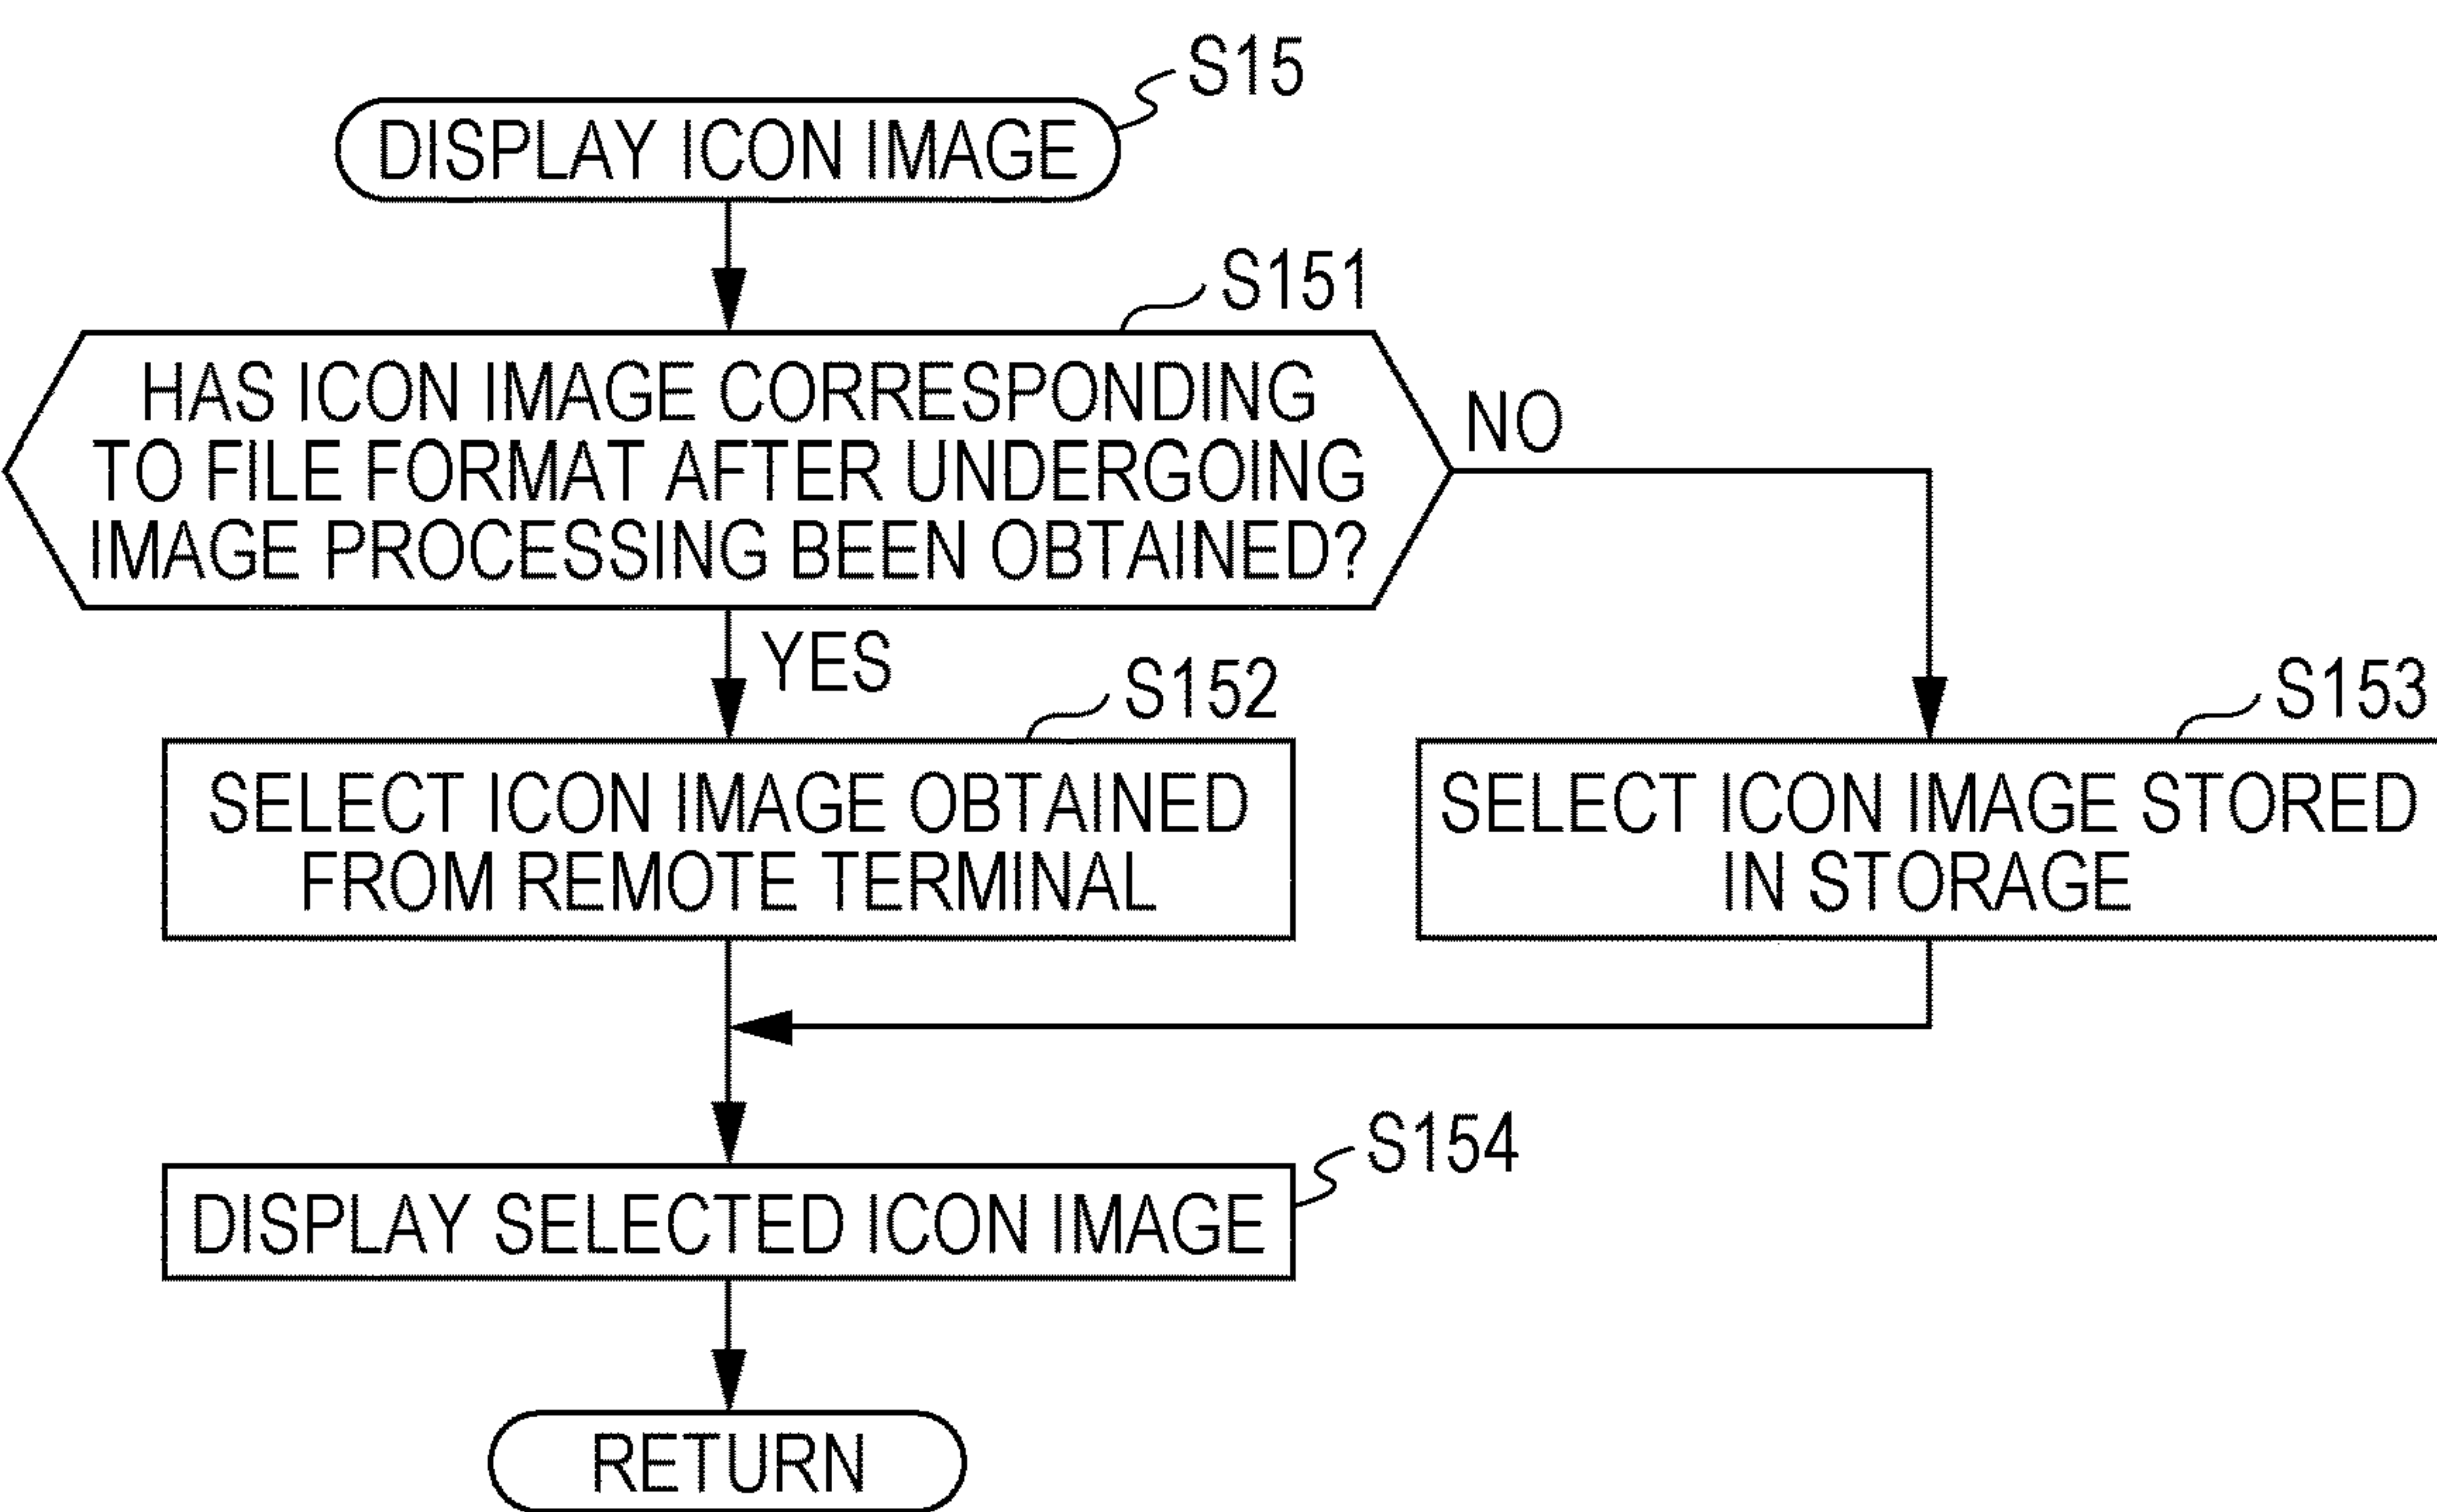 S15
DISPLAY ICON IMAGE
S151
HAS ICON IMAGE CORRESPONDING
TO FILE FORMAT AFTER UNDERGOING
IMAGE PROCESSING BEEN OBTAINED?
NO
YES
S152
SELECT ICON IMAGE OBTAINED
FROM REMOTE TERMINAL
S153
SELECT ICON IMAGE STORED
IN STORAGE
S154
DISPLAY SELECTED ICON IMAGE
RETURN